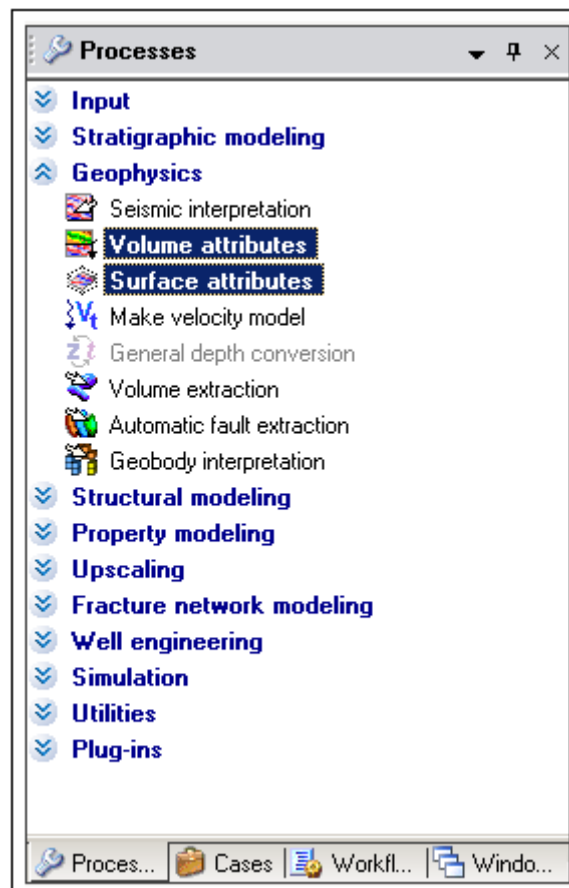 Processes
Input
Stratigraphic modeling
Geophysics
Seismic interpretation
Volume attributes
Surface attributes
Make velocity model
General depth conversion
Volume extraction
Automatic fault extraction
Geobody interpretation
Structural modeling
Property modeling
Upscaling
Fracture network modeling
Well engineering
Simulation
Utilities
Plug-ins
Proces... Cases Workfl... Windo...